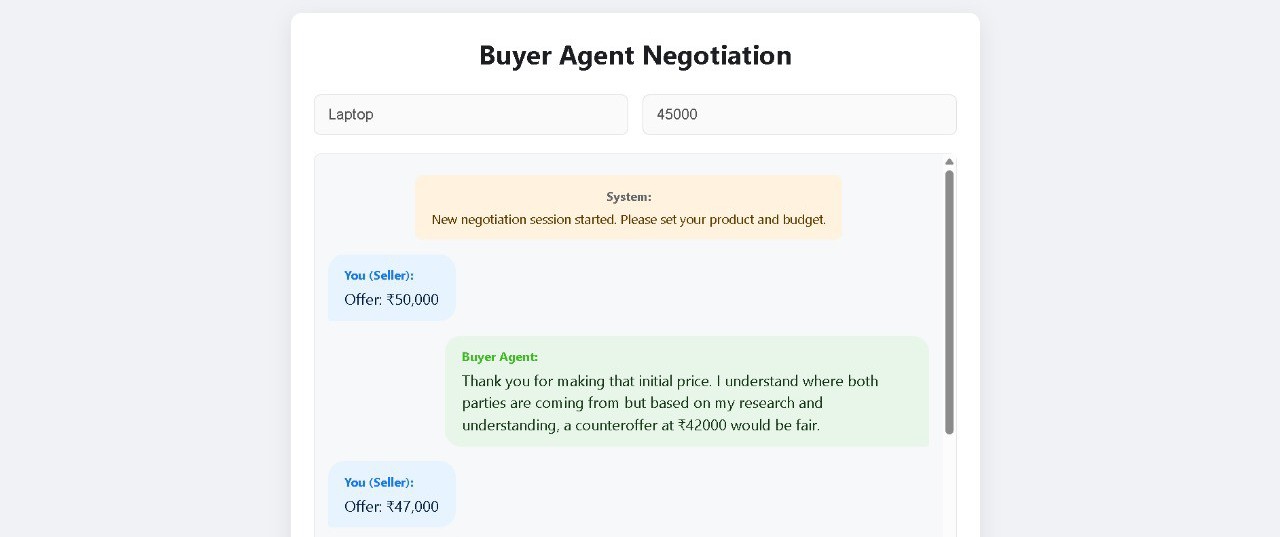 Buyer Agent Negotiation
Laptop
45000
System:
New negotiation session started. Please set your product and budget.
You (Seller):
Offer: ₹50,000
Buyer Agent:
Thank you for making that initial price. I understand where both
parties are coming from but based on my research and
understanding, a counteroffer at ₹42000 would be fair.
You (Seller):
Offer: ₹47,000